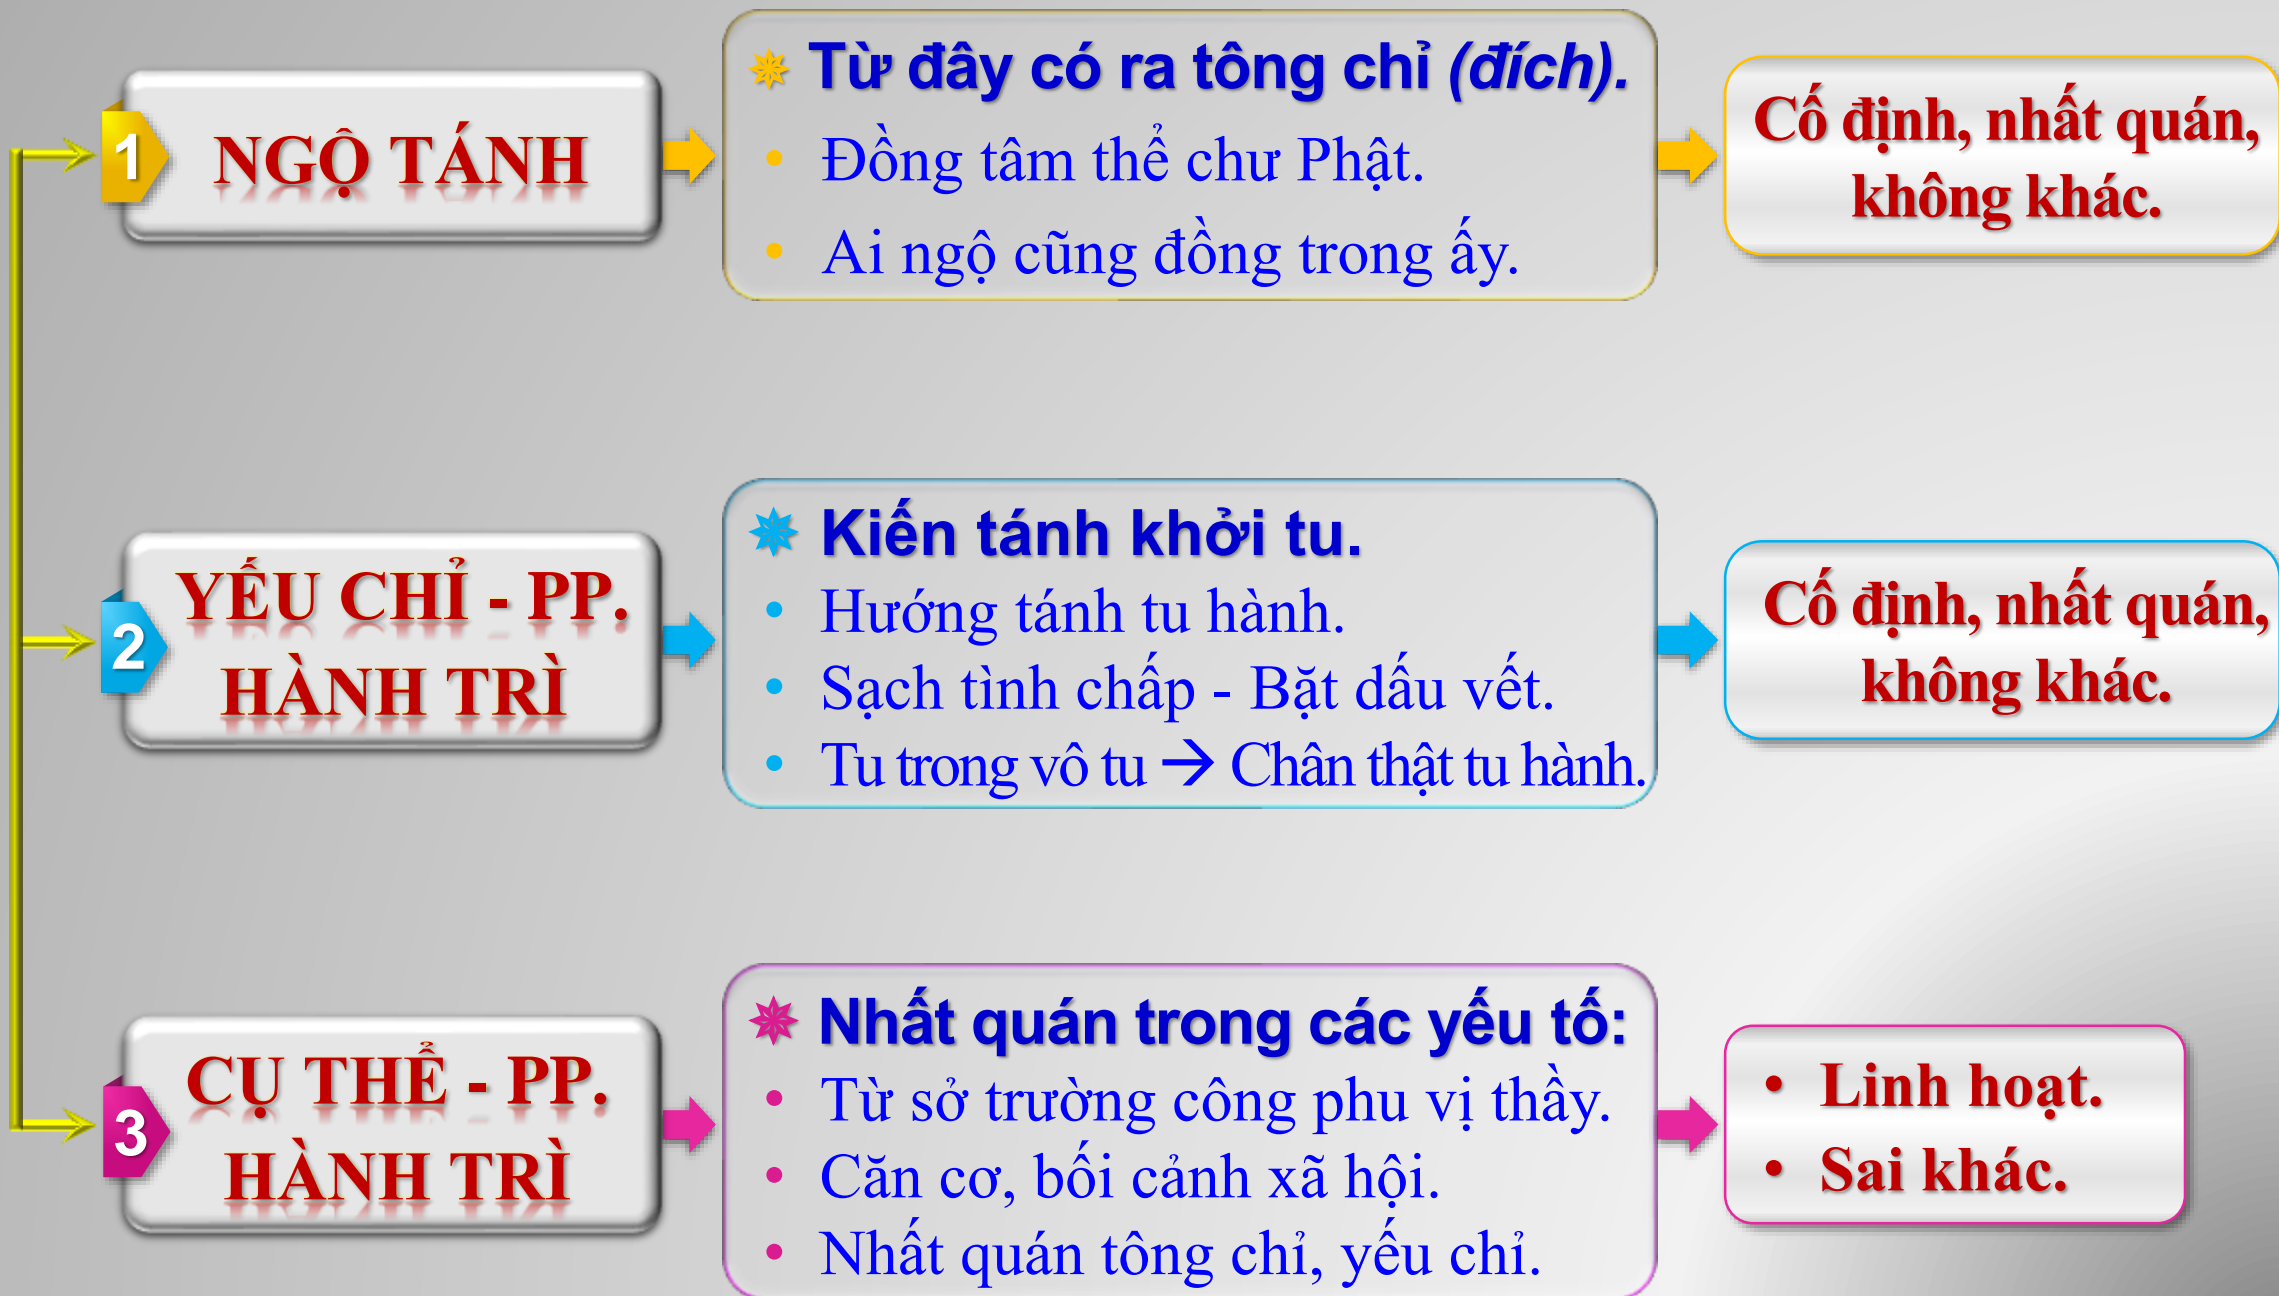 1
NGỘ TÁNH
Từ đây có ra tông chỉ (đích).
• Đồng tâm thể chư Phật.
• Ai ngộ cũng đồng trong ấy.
Cố định, nhất quán,
không khác.
2
YẾU CHỈ - PP.
HÀNH TRÌ
Kiến tánh khởi tu.
• Hướng tánh tu hành.
• Sạch tình chấp - Bặt dấu vết.
• Tu trong vô tu → Chân thật tu hành.
Cố định, nhất quán,
không khác.
3
CỤ THỂ - PP.
HÀNH TRÌ
Nhất quán trong các yếu tố:
• Từ sở trường công phu vị thầy.
• Căn cơ, bối cảnh xã hội.
• Nhất quán tông chỉ, yếu chỉ.
• Linh hoạt.
• Sai khác.